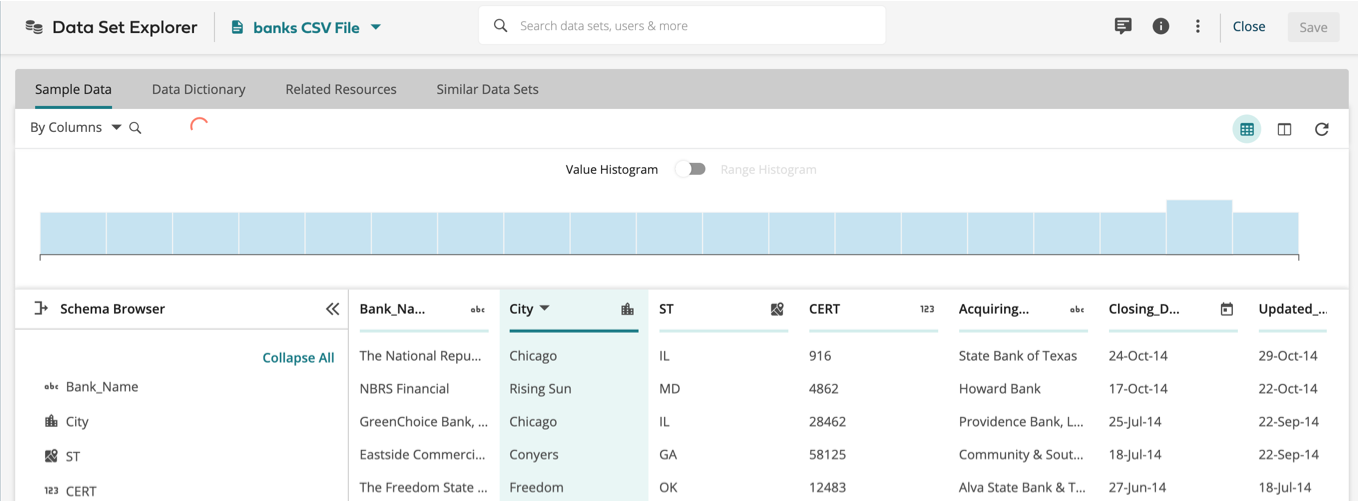 Data Set Explorer banks CSV File Search data sets, users & more Close Save
Sample Data Data Dictionary Related Resources Similar Data Sets
By Columns
Value Histogram Range Histogram
Schema Browser Bank_Na... abc City ST CERT 123 Acquiring... abc Closing_D... Updated_...
Collapse All The National Repu... Chicago IL 916 State Bank of Texas 24-Oct-14 29-Oct-14
abc Bank_Name NBRS Financial Rising Sun MD 4862 Howard Bank 17-Oct-14 22-Oct-14
City GreenChoice Bank, ... Chicago IL 28462 Providence Bank, L... 25-Jul-14 22-Sep-14
ST Eastside Commerci... Conyers GA 58125 Community & Sout... 18-Jul-14 22-Sep-14
123 CERT The Freedom State ... Freedom OK 12483 Alva State Bank & T... 27-Jun-14 18-Jul-14